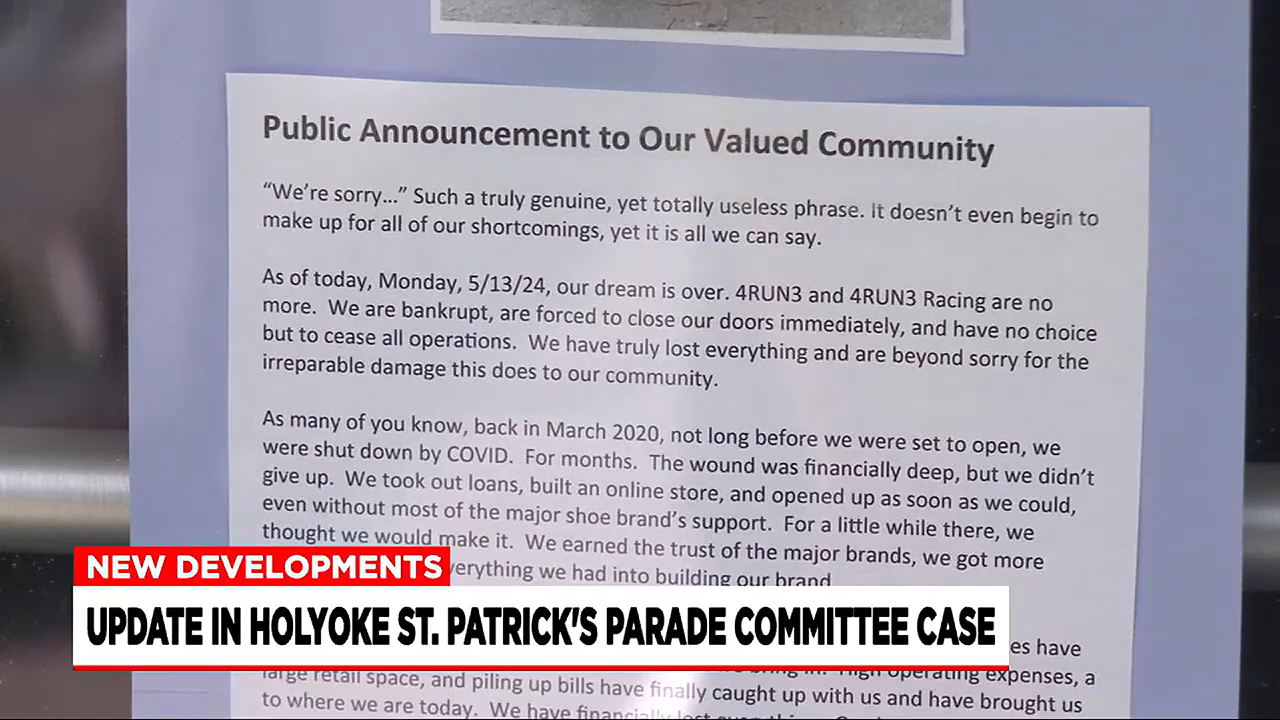 Public Announcement to Our Valued Community
“We’re sorry...” Such a truly genuine, yet totally useless phrase. It doesn’t even begin to
make up for all of our shortcomings, yet it is all we can say.
As of today, Monday, 5/13/24, our dream is over. 4RUN3 and 4RUN3 Racing are no
more. We are bankrupt, are forced to close our doors immediately, and have no choice
but to cease all operations. We have truly lost everything and are beyond sorry for the
irreparable damage this does to our community.
As many of you know, back in March 2020, not long before we were set to open, we
were shut down by COVID. For months. The wound was financially deep, but we didn’t
give up. We took out loans, built an online store, and opened up as soon as we could,
even without most of the major shoe brand’s support. For a little while there, we
thought we would make it. We earned the trust of the major brands, we got more
everything we had into building our brand
NEW DEVELOPMENTS
UPDATE IN HOLYOKE ST. PATRICK'S PARADE COMMITTEE CASE
es have
High operating expenses, a
large retail space, and piling up bills have finally caught up with us and have brought us
to where we are today. We have financially lost